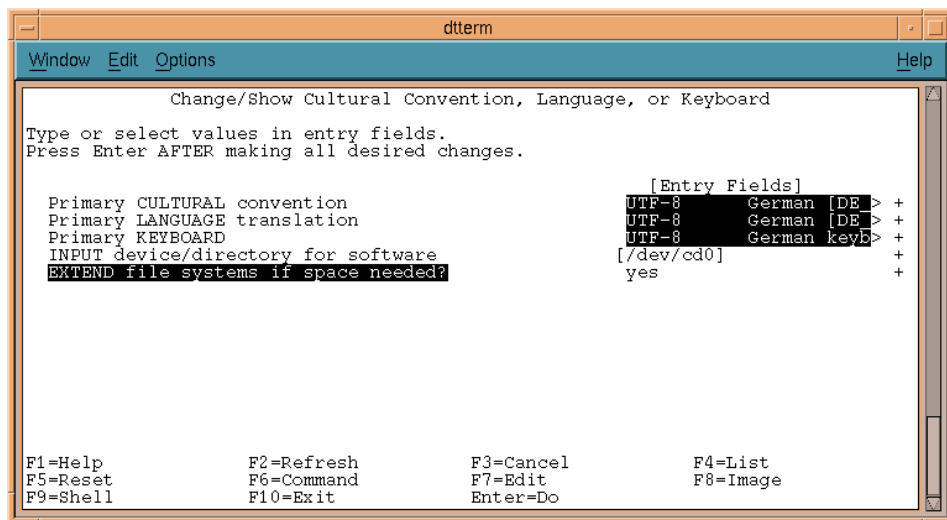 dtterm
Window Edit Options Help
Change/Show Cultural Convention, Language, or Keyboard
Type or select values in entry fields.
Press Enter AFTER making all desired changes.
[Entry Fields]
Primary CULTURAL convention UTF-8 German [DE_> +
Primary LANGUAGE translation UTF-8 German [DE_> +
Primary KEYBOARD UTF-8 German keyb> +
INPUT device/directory for software [/dev/cd0] +
EXTEND file systems if space needed? yes +
F1=Help F2=Refresh F3=Cancel F4=List
F5=Reset F6=Command F7=Edit F8=Image
F9=Shell F10=Exit Enter=Do